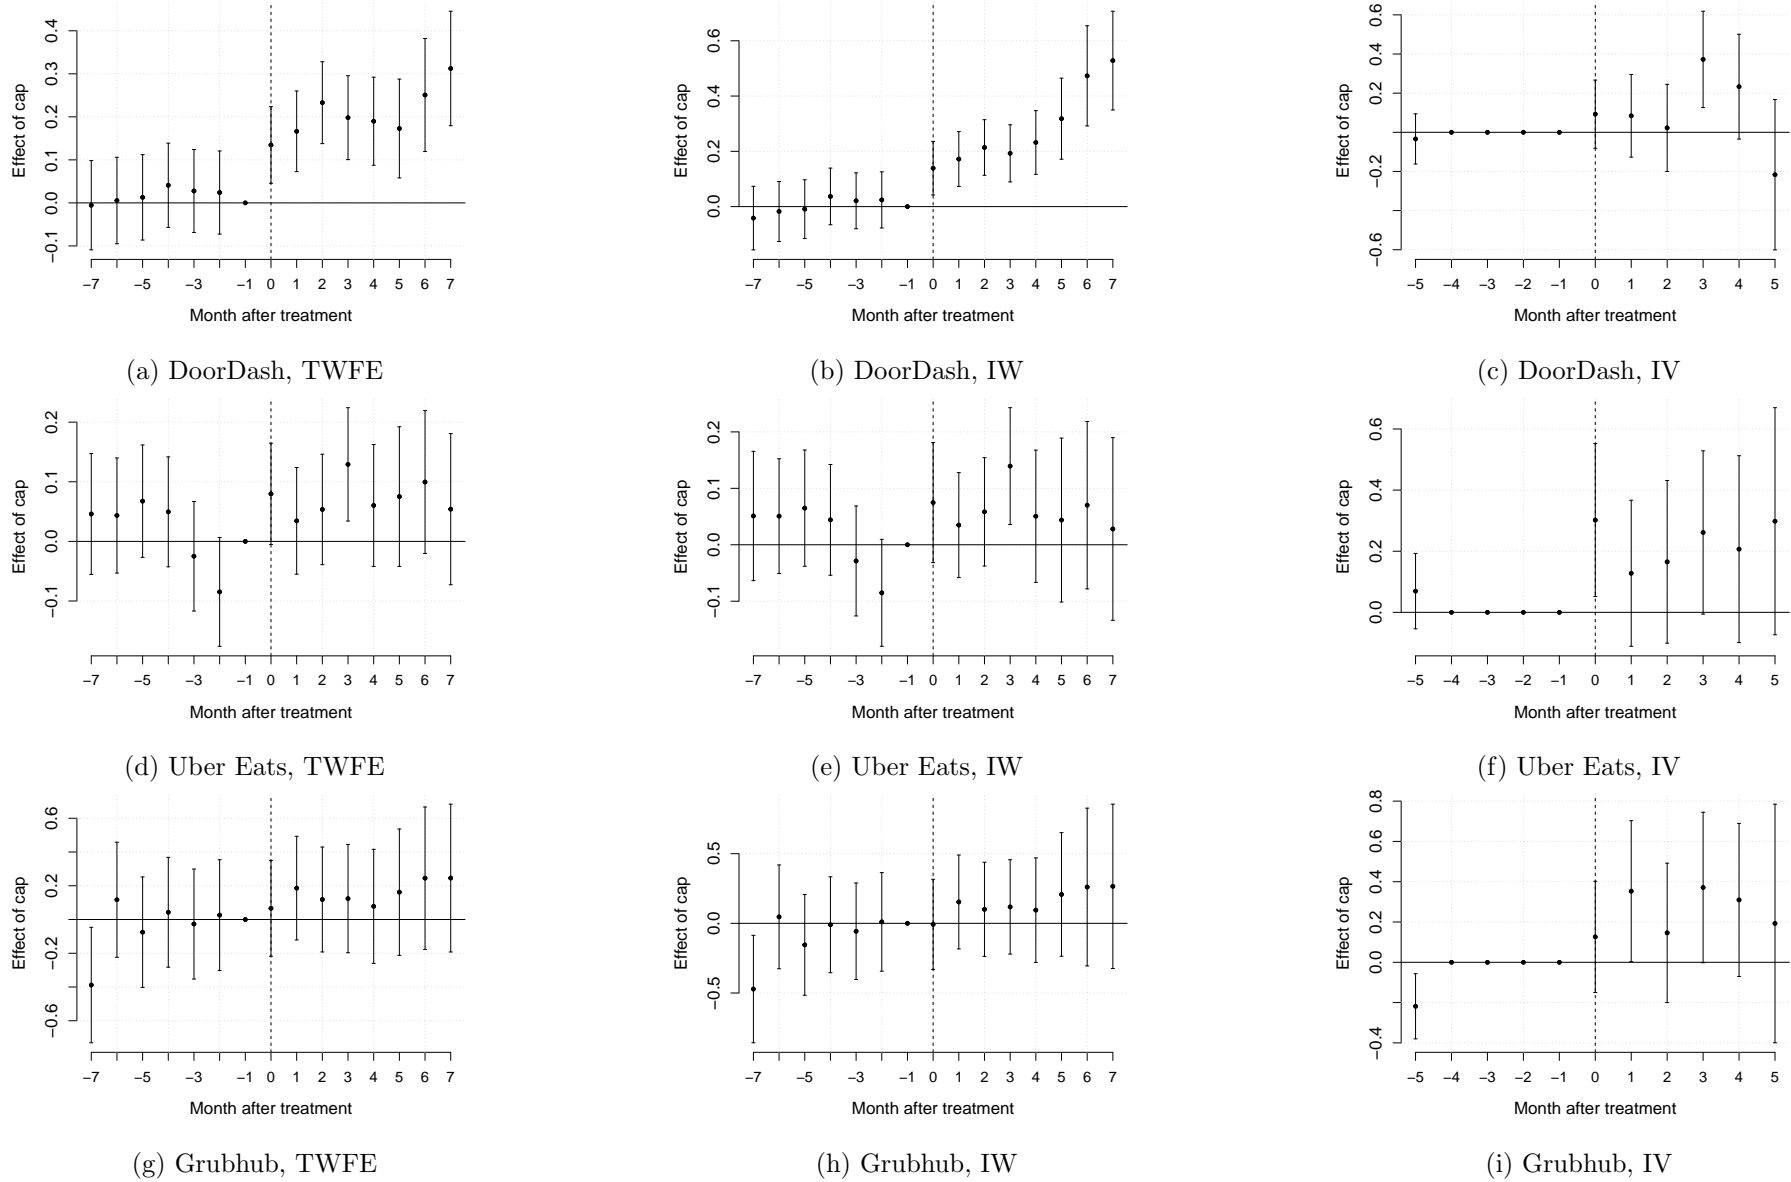 Effect of cap
0.4
0.3
0.2
0.1
0.0
−0.1
−7 −5 −3 −1 0 1 2 3 4 5 6 7
Month after treatment
(a) DoorDash, TWFE
Effect of cap
0.6
0.4
0.2
0.0
−7 −5 −3 −1 0 1 2 3 4 5 6 7
Month after treatment
(b) DoorDash, IW
Effect of cap
0.6
0.4
0.2
−0.2
−0.6
−5 −4 −3 −2 −1 0 1 2 3 4 5
Month after treatment
(c) DoorDash, IV
Effect of cap
0.2
0.1
0.0
−0.1
−7 −5 −3 −1 0 1 2 3 4 5 6 7
Month after treatment
(d) Uber Eats, TWFE
Effect of cap
0.2
0.1
0.0
−0.1
−7 −5 −3 −1 0 1 2 3 4 5 6 7
Month after treatment
(e) Uber Eats, IW
Effect of cap
0.6
0.4
0.2
0.0
−5 −4 −3 −2 −1 0 1 2 3 4 5
Month after treatment
(f) Uber Eats, IV
Effect of cap
0.6
0.2
−0.2
−0.6
−7 −5 −3 −1 0 1 2 3 4 5 6 7
Month after treatment
(g) Grubhub, TWFE
Effect of cap
0.5
0.0
−0.5
−7 −5 −3 −1 0 1 2 3 4 5 6 7
Month after treatment
(h) Grubhub, IW
Effect of cap
0.8
0.6
0.4
0.2
0.0
−0.4
−5 −4 −3 −2 −1 0 1 2 3 4 5
Month after treatment
(i) Grubhub, IV